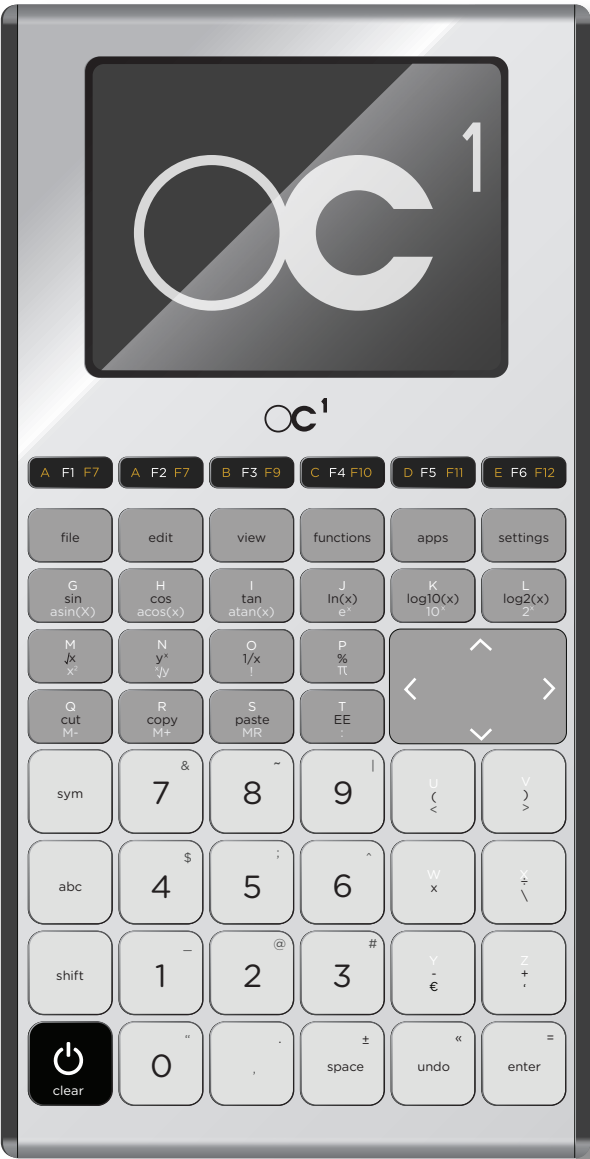 OC 1
OC 1
A F1 F7 A F2 F7 B F3 F9 C F4 F10 D F5 F11 E F6 F12
file edit view functions apps settings
G H I J K L
sin cos tan ln(x) log10(x) log2(x)
asin(X) acos(x) atan(x) eˣ 10ˣ 2ˣ
M N O P
√x yˣ 1/x %
x² ˣ√y ! π
Q R S T
cut copy paste EE
M- M+ MR :
& ~ | U V
sym 7 8 9 ( )
< >
$ ; ^ W X
abc 4 5 6 x ÷
\
_ @ # Y Z
shift 1 2 3 - +
€ ‘
“ . ± « =
0 , space undo enter
clear